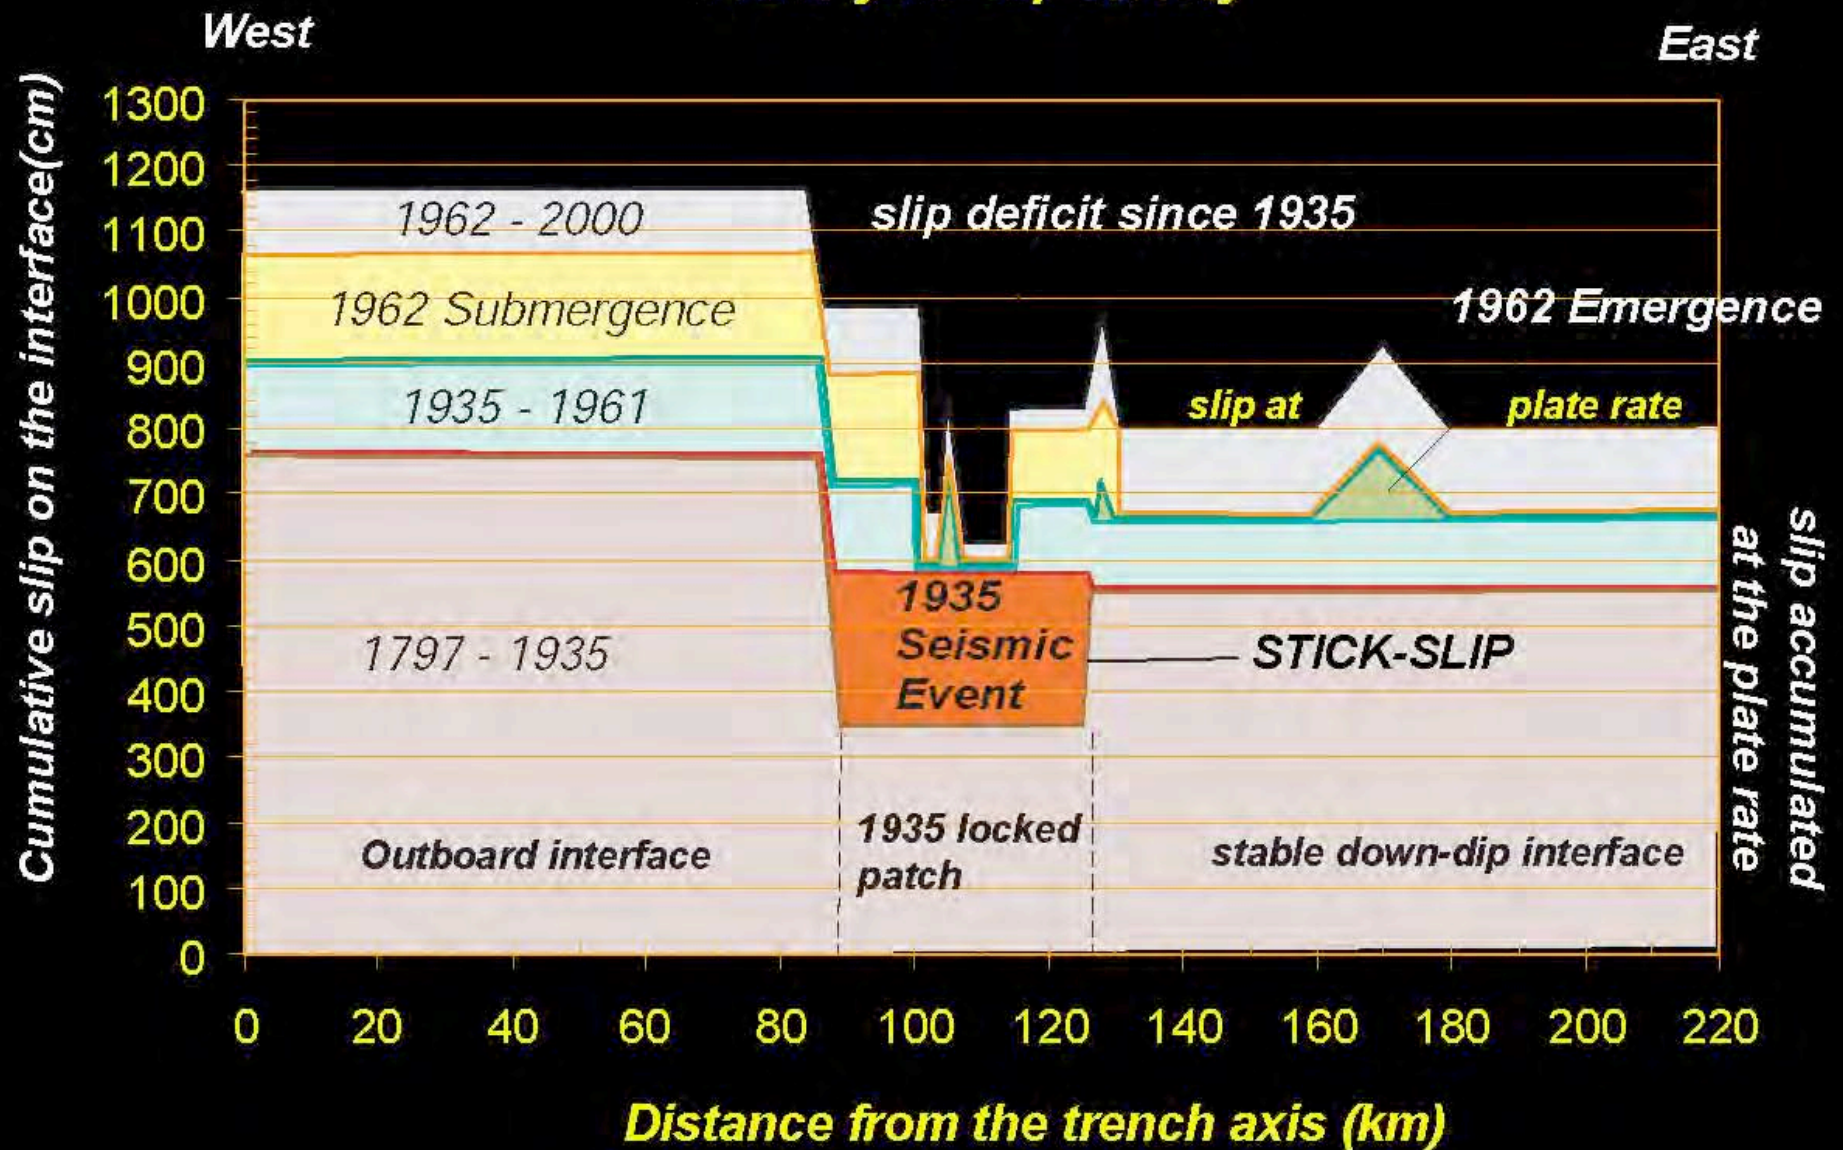 West
East
Cumulative slip on the interface(cm)
1300
1200
1100
1000
900
800
700
600
500
400
300
200
100
0
1962 - 2000
slip deficit since 1935
1962 Submergence
1962 Emergence
1935 - 1961
slip at
plate rate
1935
Seismic
Event
1797 - 1935
STICK-SLIP
Outboard interface
1935 locked
patch
stable down-dip interface
slip accumulated
at the plate rate
0 20 40 60 80 100 120 140 160 180 200 220
Distance from the trench axis (km)